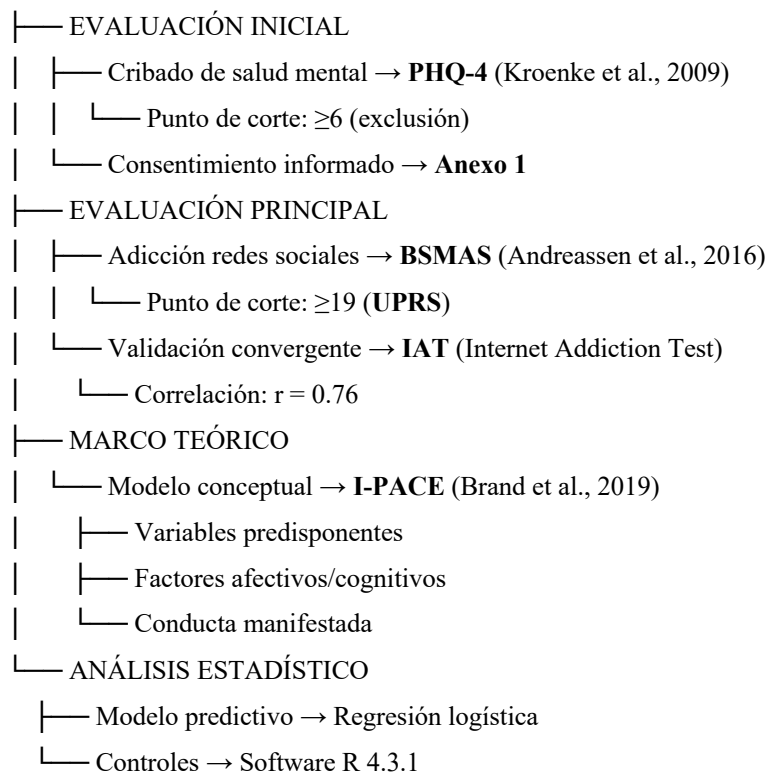 ├── EVALUACIÓN INICIAL
│ ├── Cribado de salud mental → PHQ-4 (Kroenke et al., 2009)
│ │ └── Punto de corte: ≥6 (exclusión)
│ └── Consentimiento informado → Anexo 1
├── EVALUACIÓN PRINCIPAL
│ ├── Adicción redes sociales → BSMAS (Andreassen et al., 2016)
│ │ └── Punto de corte: ≥19 (UPRS)
│ └── Validación convergente → IAT (Internet Addiction Test)
│ └── Correlación: r = 0.76
├── MARCO TEÓRICO
│ └── Modelo conceptual → I-PACE (Brand et al., 2019)
│ ├── Variables predisponentes
│ ├── Factores afectivos/cognitivos
│ └── Conducta manifestada
└── ANÁLISIS ESTADÍSTICO
├── Modelo predictivo → Regresión logística
└── Controles → Software R 4.3.1